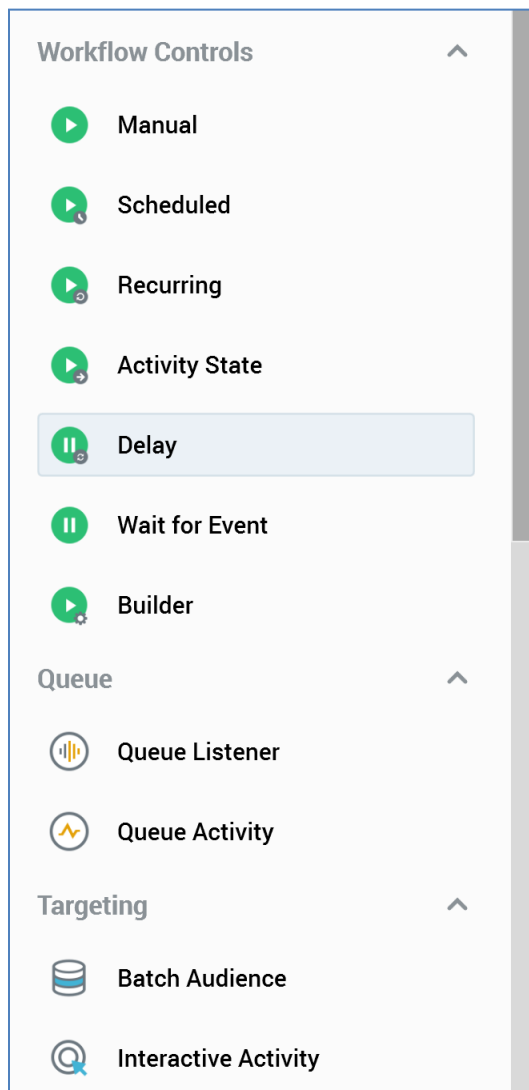 Workflow Controls
Manual
Scheduled
Recurring
Activity State
Delay
Wait for Event
Builder
Queue
Queue Listener
Queue Activity
Targeting
Batch Audience
Interactive Activity